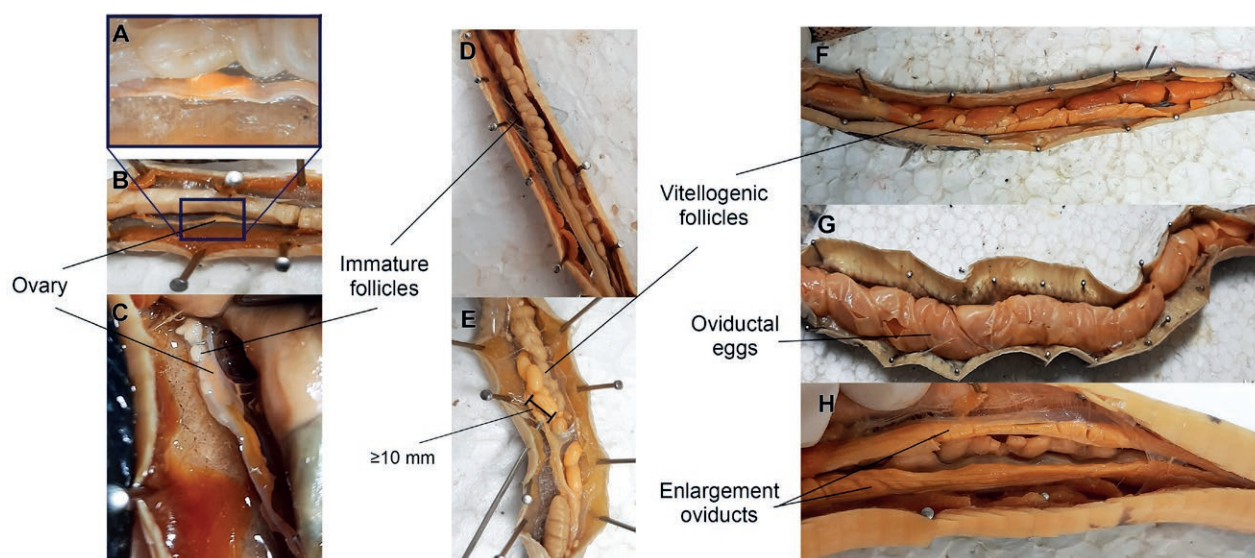 A
B
C
D
E
F
G
H
Ovary
Immature
follicles
≥10 mm
Vitellogenic
follicles
Oviductal
eggs
Enlargement
oviducts